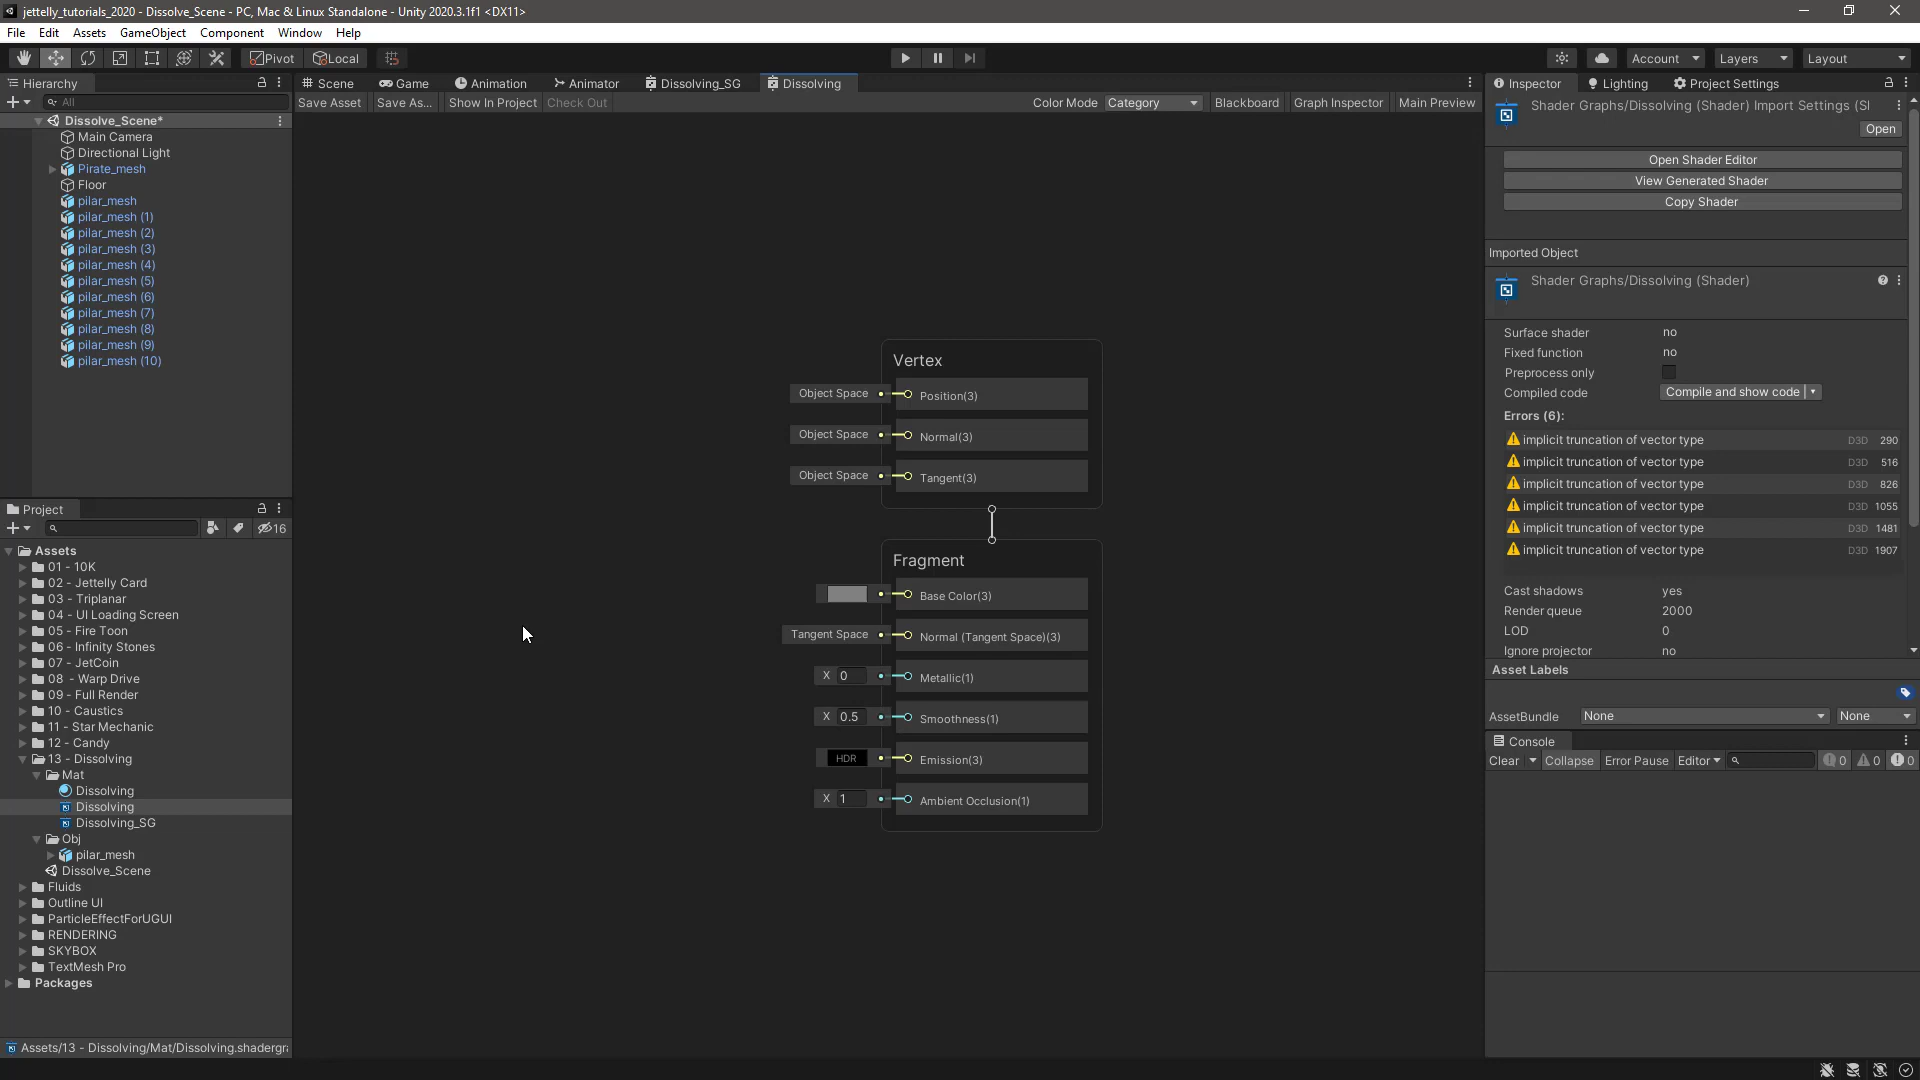 jettelly_tutorials_2020 - Dissolve_Scene - PC, Mac & Linux Standalone - Unity 2020.3.1f1 <DX11>
File Edit Assets GameObject Component Window Help
Pivot Local Account Layers Layout
Hierarchy
All
Dissolve_Scene*
Main Camera
Directional Light
Pirate_mesh
Floor
pilar_mesh
pilar_mesh (1)
pilar_mesh (2)
pilar_mesh (3)
pilar_mesh (4)
pilar_mesh (5)
pilar_mesh (6)
pilar_mesh (7)
pilar_mesh (8)
pilar_mesh (9)
pilar_mesh (10)
Project
16
Assets
01 - 10K
02 - Jettelly Card
03 - Triplanar
04 - UI Loading Screen
05 - Fire Toon
06 - Infinity Stones
07 - JetCoin
08  - Warp Drive
09 - Full Render
10 - Caustics
11 - Star Mechanic
12 - Candy
13 - Dissolving
Mat
Dissolving
Dissolving
Dissolving_SG
Obj
pilar_mesh
Dissolve_Scene
Fluids
Outline UI
ParticleEffectForUGUI
RENDERING
SKYBOX
TextMesh Pro
Packages
Assets/13 - Dissolving/Mat/Dissolving.shadergra
Scene Game Animation Animator Dissolving_SG Dissolving
Save Asset Save As... Show In Project Check Out Color Mode Category Blackboard Graph Inspector Main Preview
Vertex
Object Space Position(3)
Object Space Normal(3)
Object Space Tangent(3)
Fragment
Base Color(3)
Tangent Space Normal (Tangent Space)(3)
X 0 Metallic(1)
X 0.5 Smoothness(1)
HDR Emission(3)
X 1 Ambient Occlusion(1)
Inspector Lighting Project Settings
Shader Graphs/Dissolving (Shader) Import Settings (Sl
Open
Open Shader Editor
View Generated Shader
Copy Shader
Imported Object
Shader Graphs/Dissolving (Shader)
Surface shader no
Fixed function no
Preprocess only
Compiled code Compile and show code
Errors (6):
implicit truncation of vector type D3D 290
implicit truncation of vector type D3D 516
implicit truncation of vector type D3D 826
implicit truncation of vector type D3D 1055
implicit truncation of vector type D3D 1481
implicit truncation of vector type D3D 1907
Cast shadows yes
Render queue 2000
LOD 0
Ignore projector no
Asset Labels
AssetBundle None None
Console
Clear Collapse Error Pause Editor 0 0 0